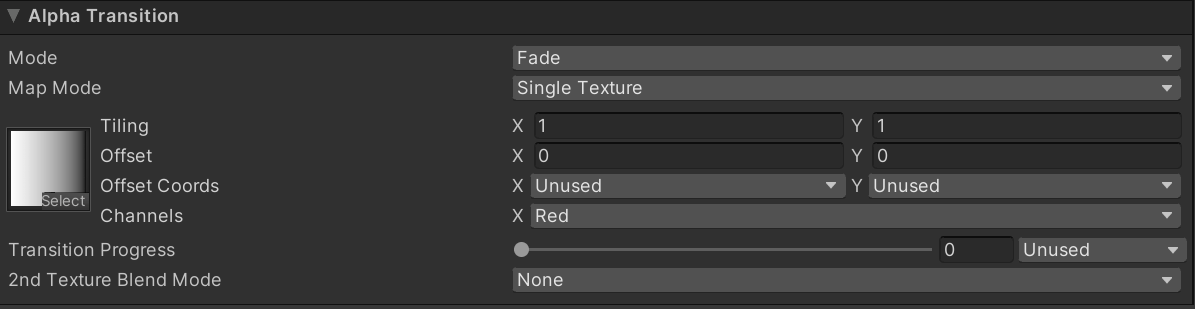 Alpha Transition
Mode Fade
Map Mode Single Texture
Tiling X 1 Y 1
Offset X 0 Y 0
Offset Coords X Unused Y Unused
Select
Channels X Red
Transition Progress 0 Unused
2nd Texture Blend Mode None